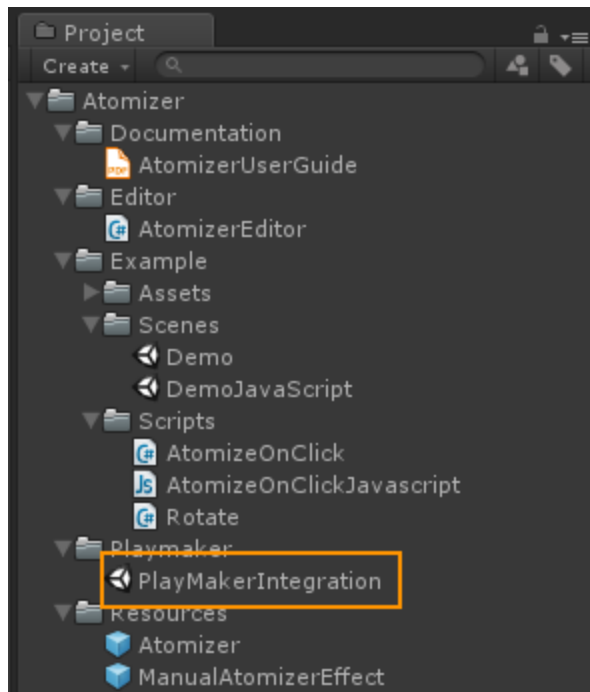 Project
Create
Atomizer
Documentation
AtomizerUserGuide
Editor
AtomizerEditor
Example
Assets
Scenes
Demo
DemoJavaScript
Scripts
AtomizeOnClick
AtomizeOnClickJavascript
Rotate
Playmaker
PlayMakerIntegration
Resources
Atomizer
ManualAtomizerEffect